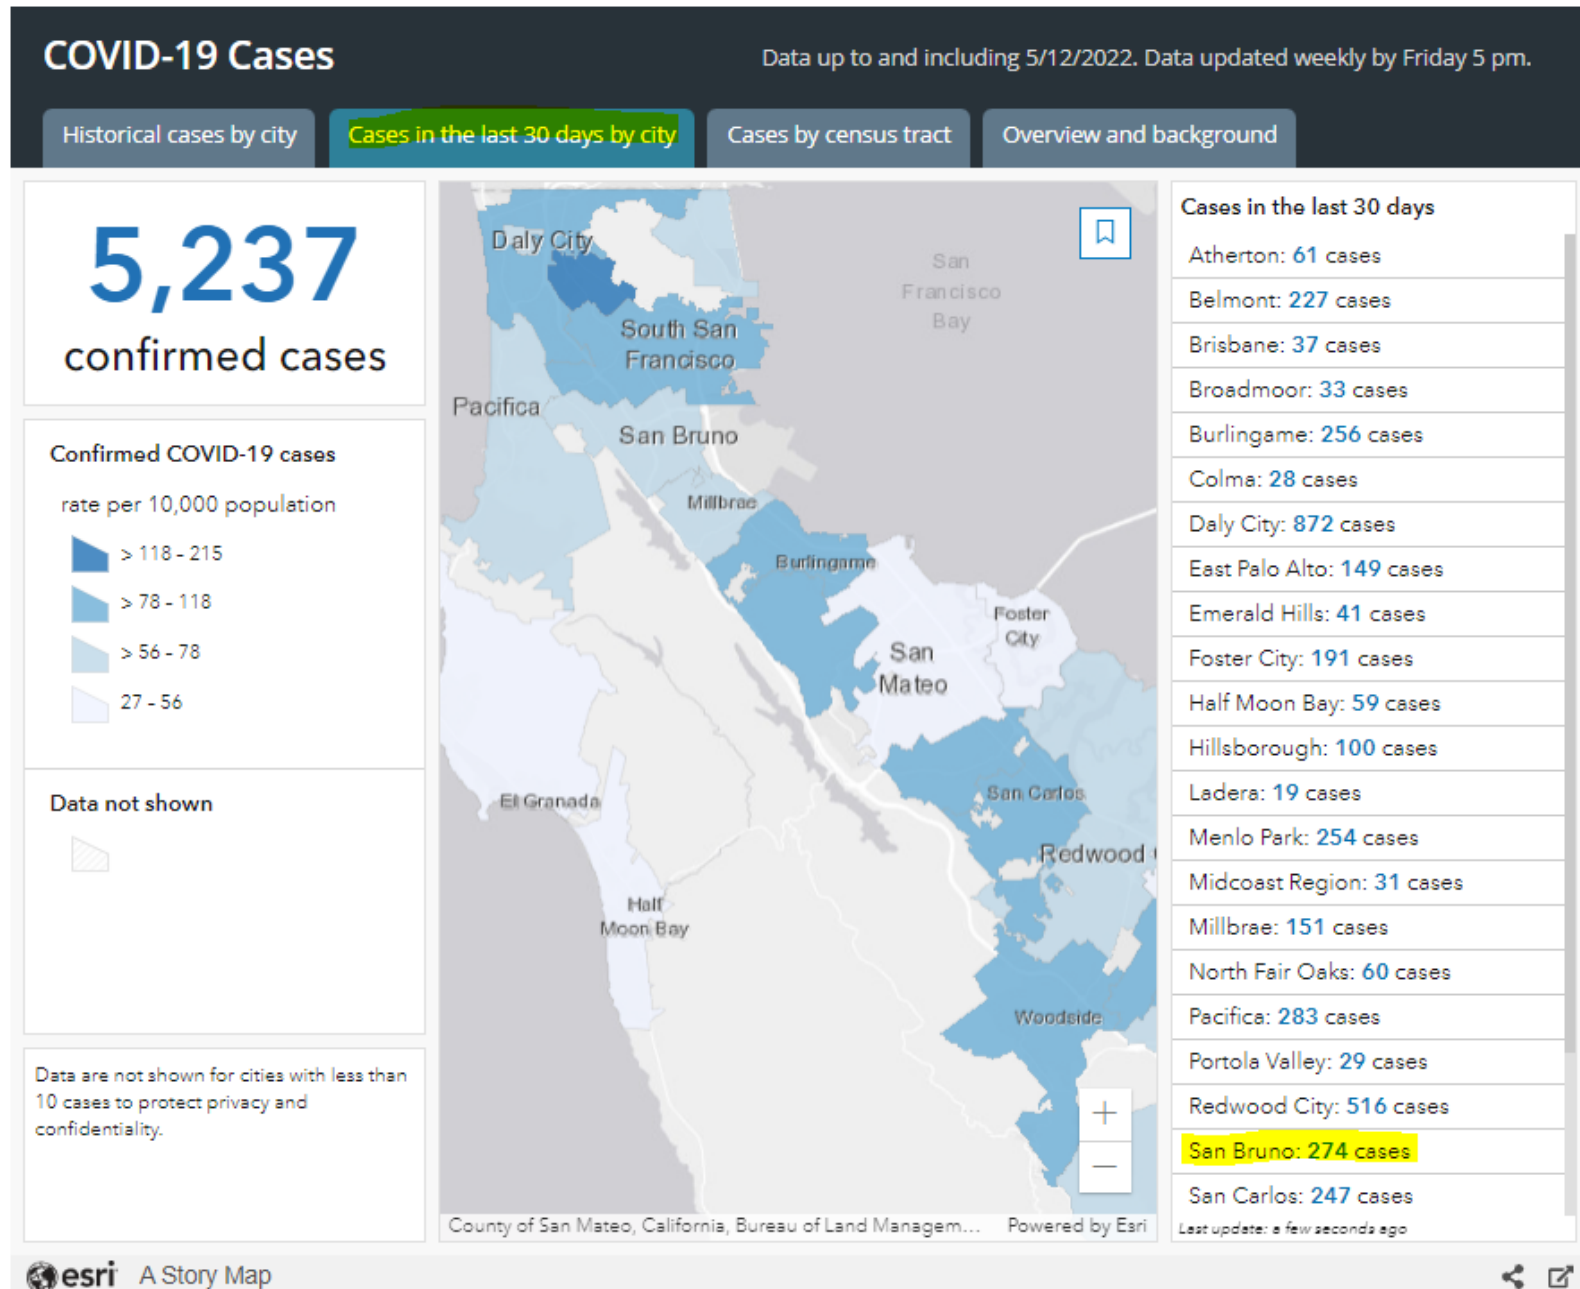 COVID-19 Cases
Data up to and including 5/12/2022. Data updated weekly by Friday 5 pm.
Historical cases by city
Cases in the last 30 days by city
Cases by census tract
Overview and background
5,237
confirmed cases
Confirmed COVID-19 cases
rate per 10,000 population
> 118 - 215
> 78 - 118
> 56 - 78
27 - 56
Data not shown
Data are not shown for cities with less than
10 cases to protect privacy and
confidentiality.
Daly City
San
Francisco
Bay
South San
Francisco
Pacifica
San Bruno
Millbrae
Burlingame
Foster
City
San
Mateo
San Carlos
El Granada
Redwood
Half
Moon Bay
Woodside
+
−
County of San Mateo, California, Bureau of Land Managem...
Powered by Esri
Cases in the last 30 days
Atherton: 61 cases
Belmont: 227 cases
Brisbane: 37 cases
Broadmoor: 33 cases
Burlingame: 256 cases
Colma: 28 cases
Daly City: 872 cases
East Palo Alto: 149 cases
Emerald Hills: 41 cases
Foster City: 191 cases
Half Moon Bay: 59 cases
Hillsborough: 100 cases
Ladera: 19 cases
Menlo Park: 254 cases
Midcoast Region: 31 cases
Millbrae: 151 cases
North Fair Oaks: 60 cases
Pacifica: 283 cases
Portola Valley: 29 cases
Redwood City: 516 cases
San Bruno: 274 cases
San Carlos: 247 cases
Last update: a few seconds ago
esri A Story Map